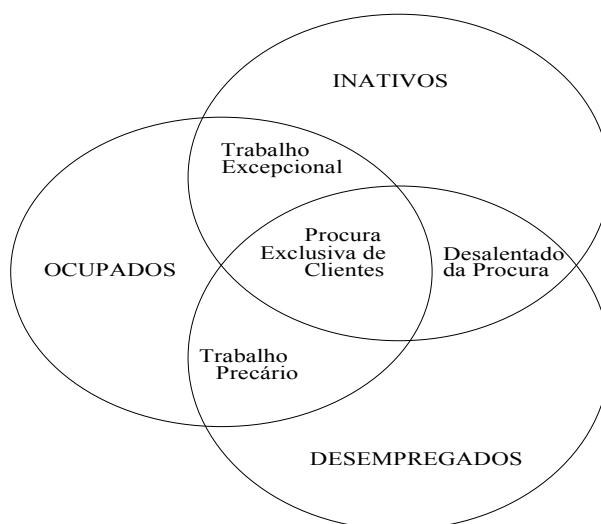 INATIVOS
Trabalho
Excepcional
Procura
Exclusiva de
Clientes
Desalentado
da Procura
OCUPADOS
Trabalho
Precário
DESEMPREGADOS